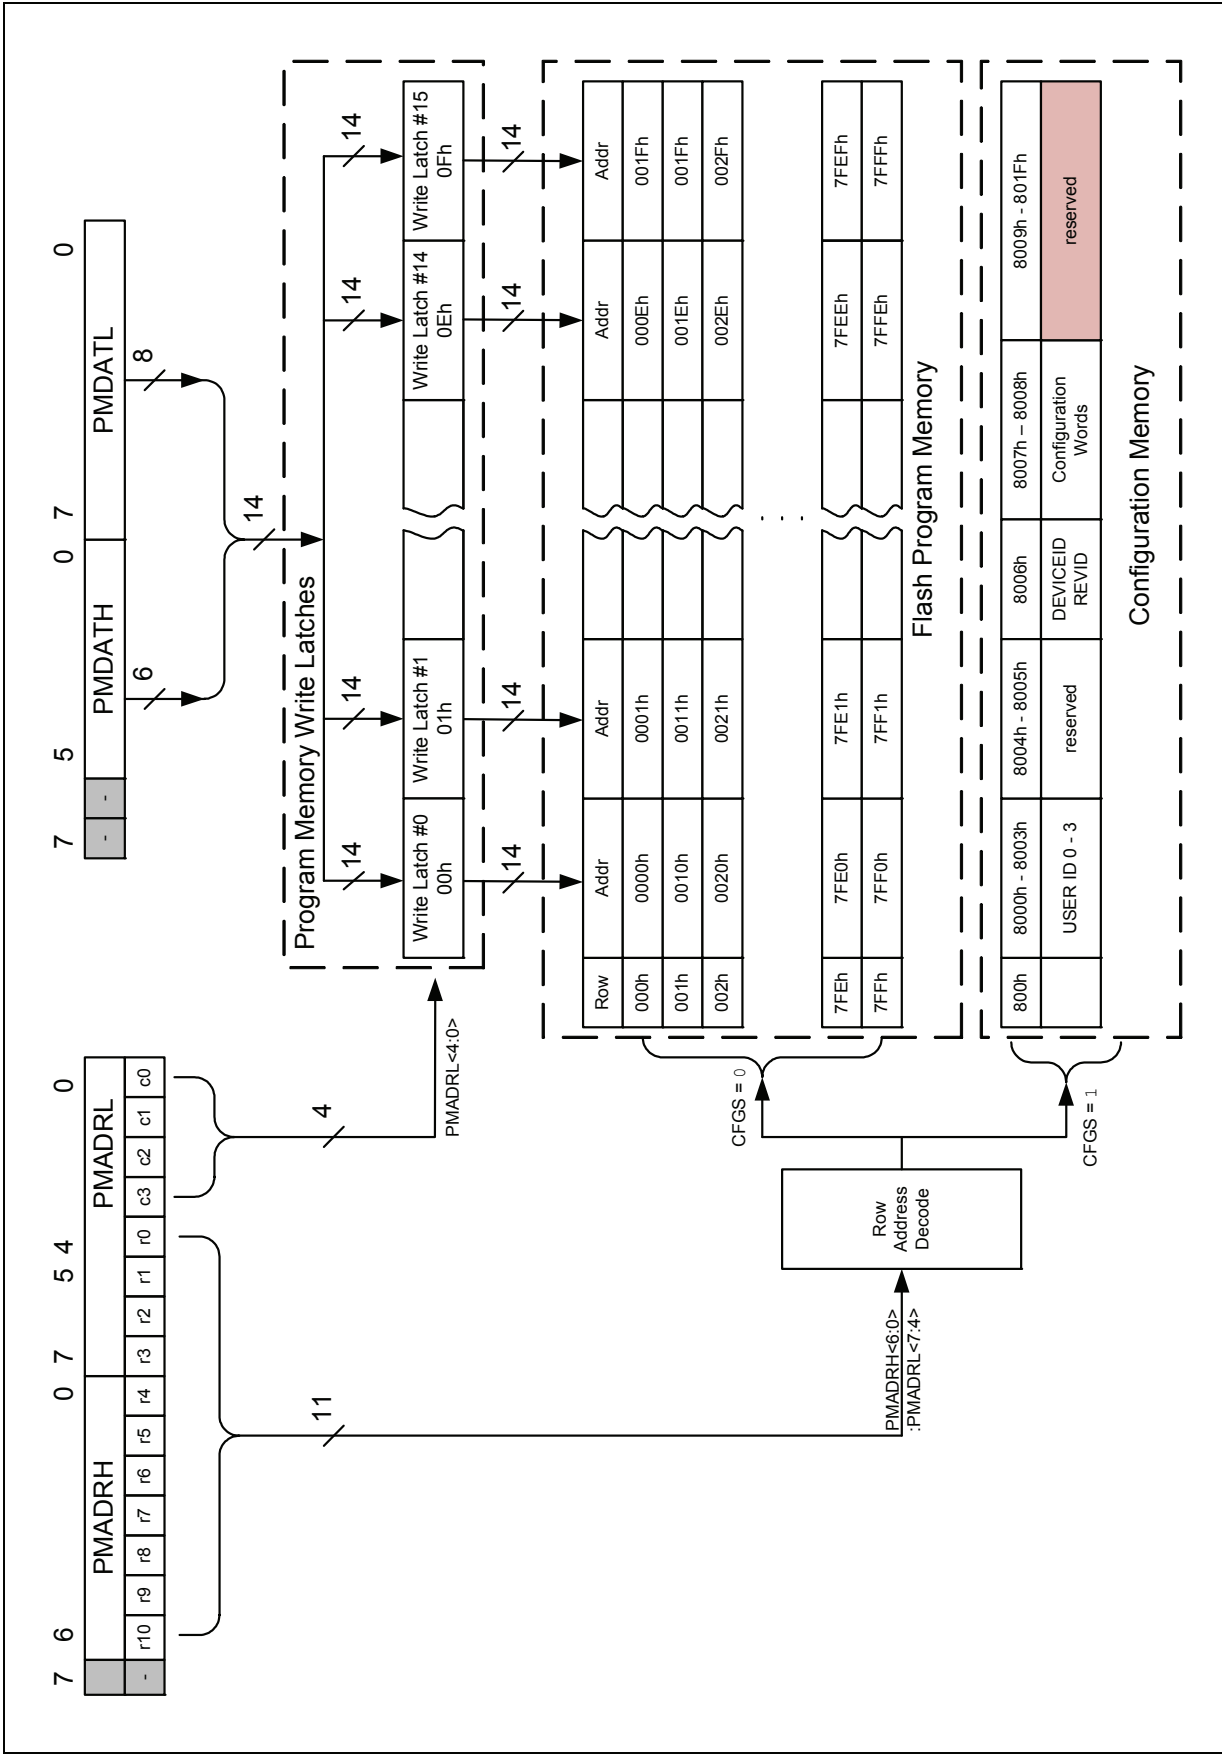 7 6 0 7 5 4 0
PMADRH PMADRL
- r10 r9 r8 r7 r6 r5 r4 r3 r2 r1 r0 c3 c2 c1 c0
7 5 0 7 0
PMDATH PMDATL
- -
6 8
14
11
4
PMADRL<4:0>
Program Memory Write Latches
14 14 14 14
Write Latch #0 Write Latch #1 Write Latch #14 Write Latch #15
00h 01h 0Eh 0Fh
14 14 14 14
Row Addr Addr Addr Addr
000h 0000h 0001h 000Eh 001Fh
001h 0010h 0011h 001Eh 001Fh
002h 0020h 0021h 002Eh 002Fh
. . .
7FEh 7FE0h 7FE1h 7FEEh 7FEFh
7FFh 7FF0h 7FF1h 7FFEh 7FFFh
Flash Program Memory
CFGS = 0
Row
Address
Decode
PMADRH<6:0>
:PMADRL<7:4>
CFGS = 1
800h 8000h - 8003h 8004h - 8005h 8006h 8007h – 8008h 8009h - 801Fh
USER ID 0 - 3 reserved DEVICEID Configuration reserved
REVID Words
Configuration Memory